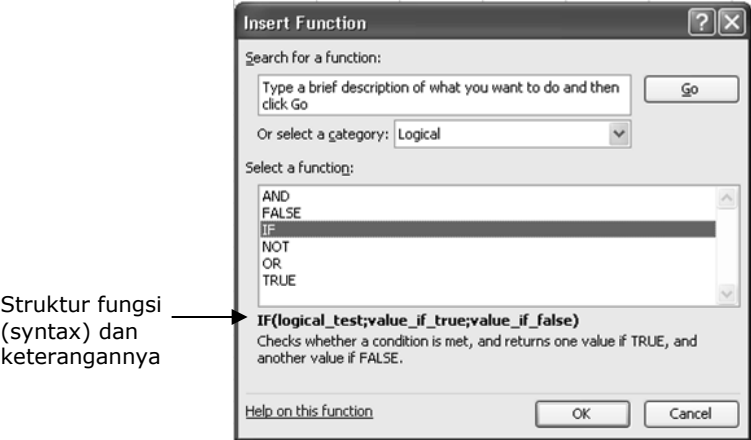 Insert Function
Search for a function:
Type a brief description of what you want to do and then
click Go
Go
Or select a category: Logical
Select a function:
AND
FALSE
IF
NOT
OR
TRUE
Struktur fungsi
(syntax) dan
keterangannya
IF(logical_test;value_if_true;value_if_false)
Checks whether a condition is met, and returns one value if TRUE, and
another value if FALSE.
Help on this function
OK
Cancel